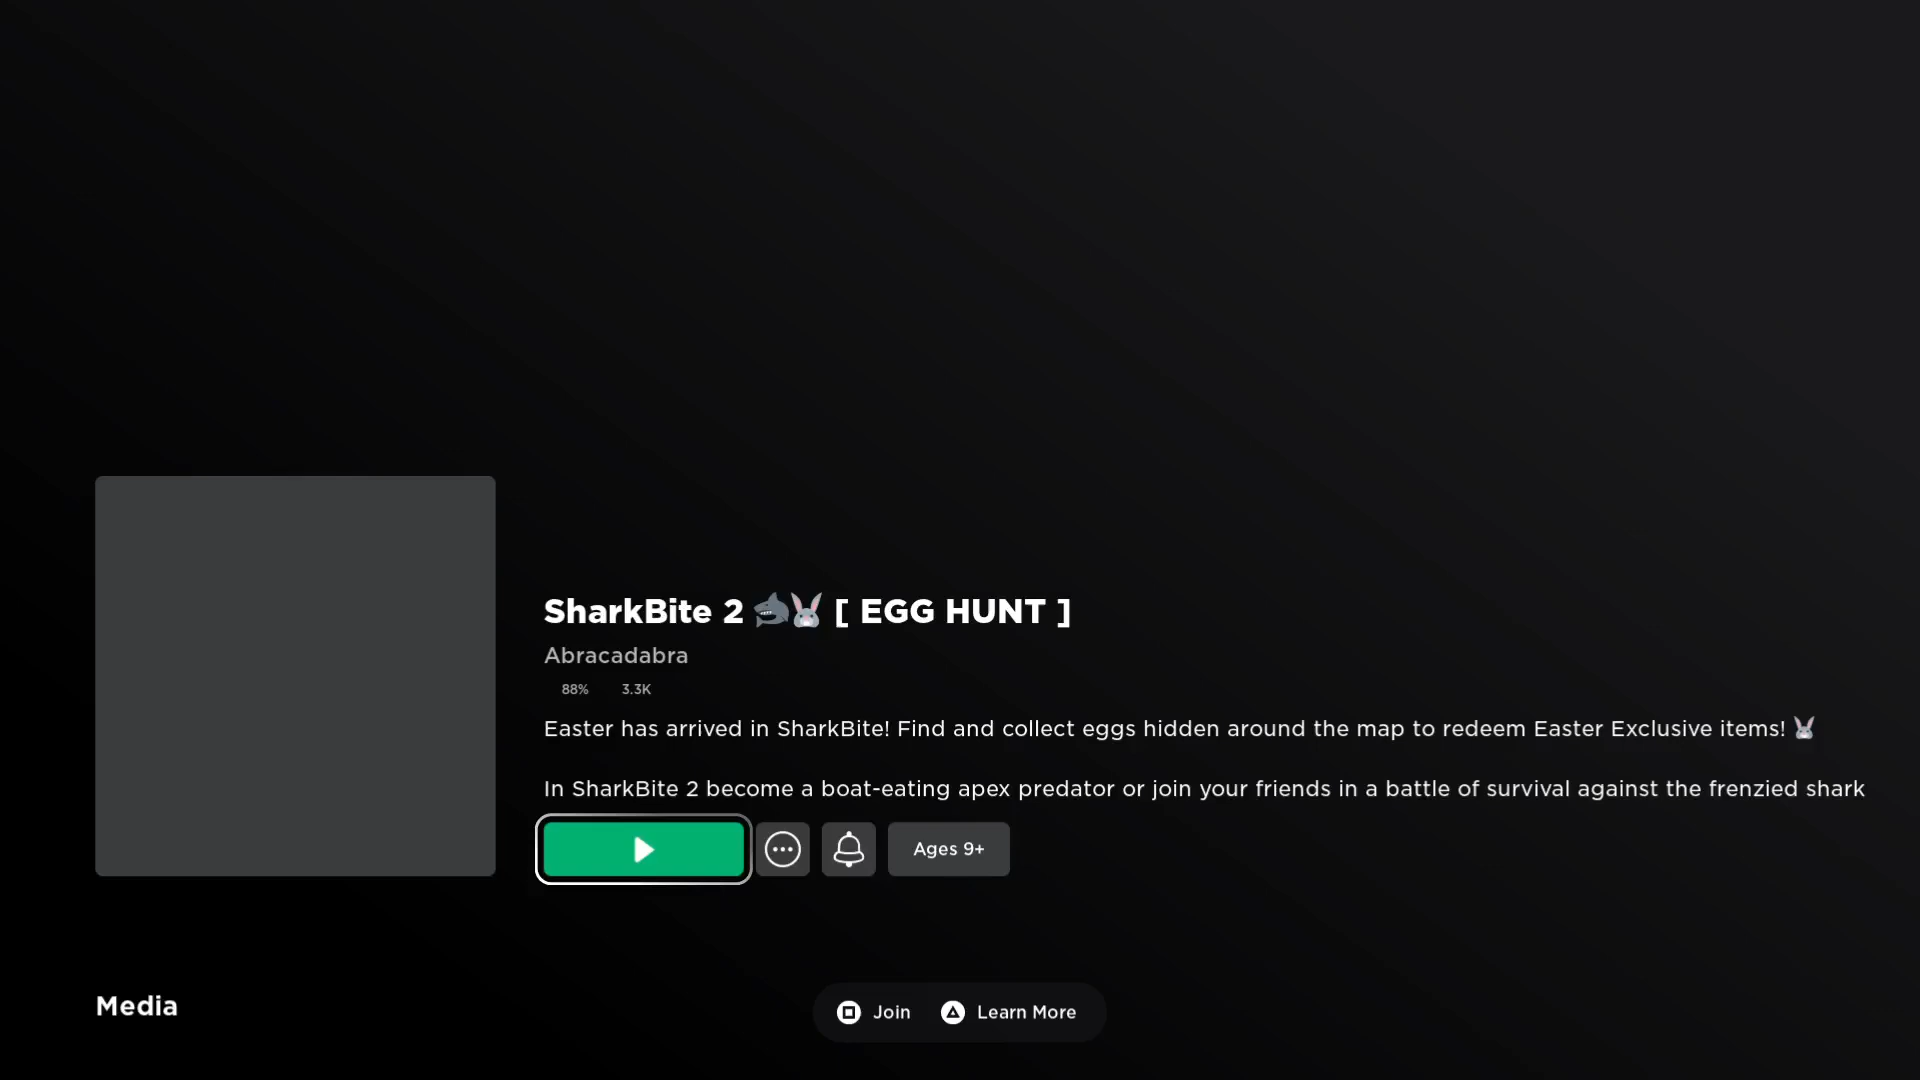 SharkBite 2 🦈🐰 [ EGG HUNT ]
Abracadabra
88% 3.3K
Easter has arrived in SharkBite! Find and collect eggs hidden around the map to redeem Easter Exclusive items! 🐰
In SharkBite 2 become a boat-eating apex predator or join your friends in a battle of survival against the frenzied shark
Ages 9+
Media
Join Learn More